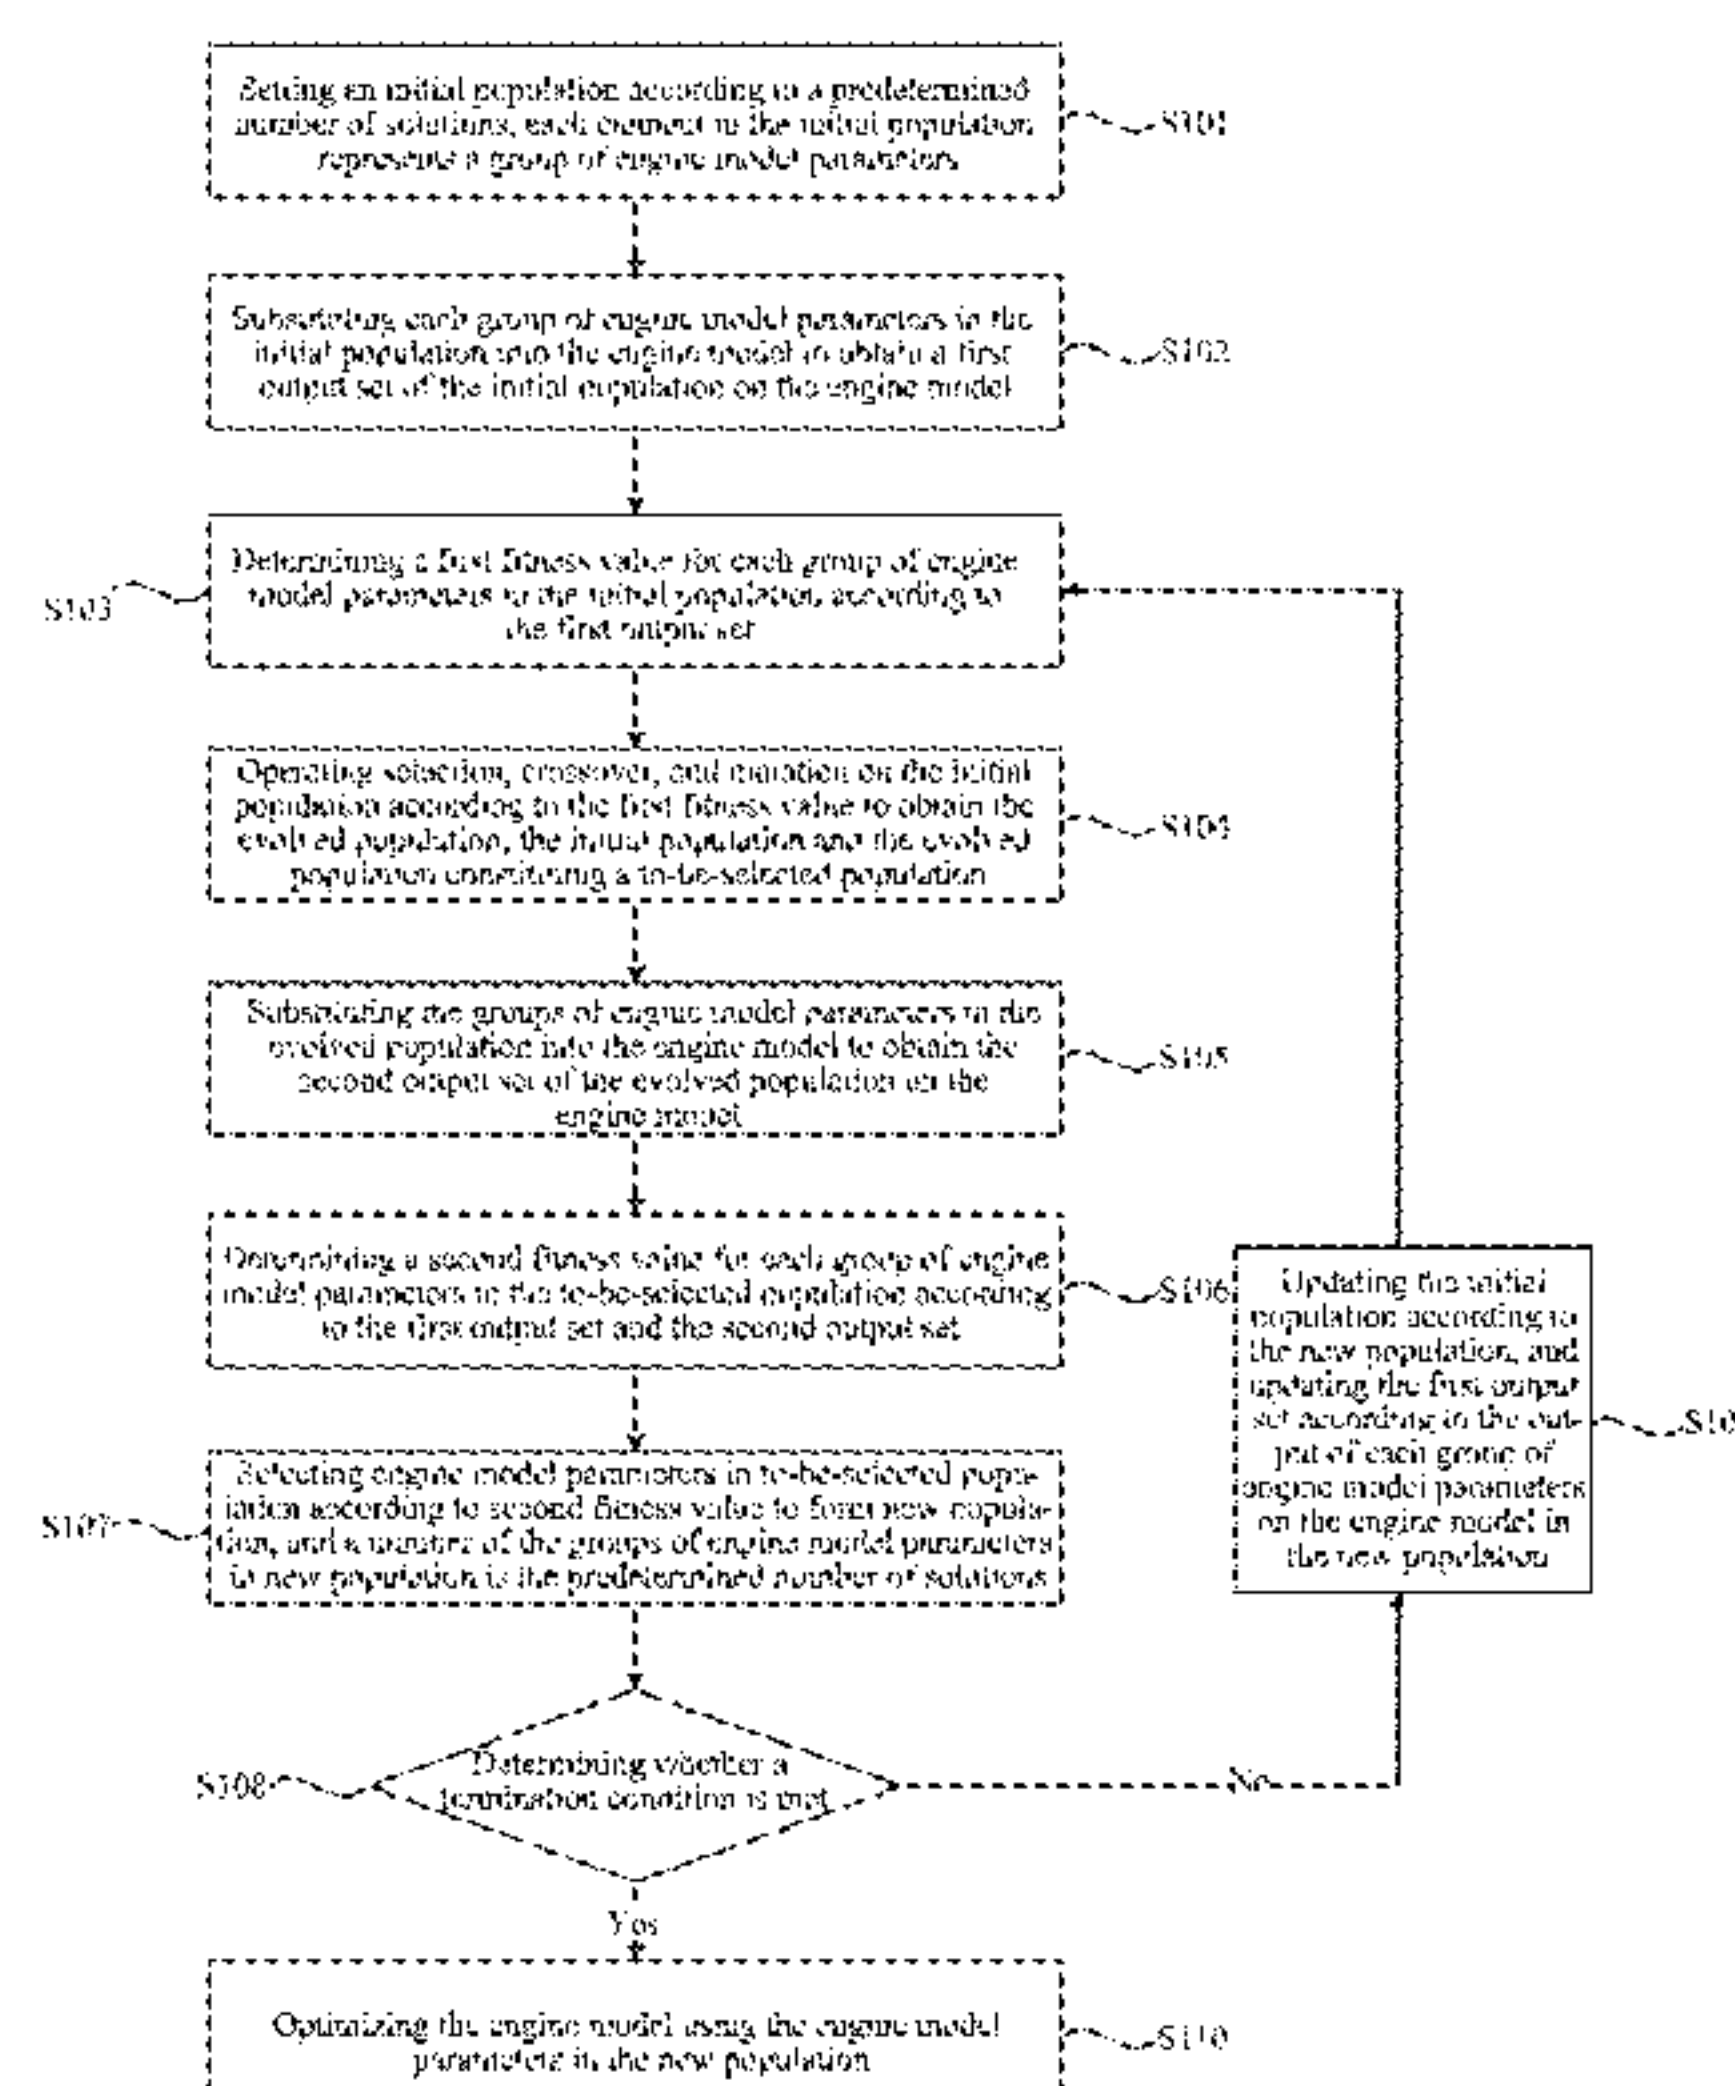 Setting an initial population according to a predetermined
number of solutions, each element in the initial population
represents a group of engine model parameters
S101
Substituting each group of engine model parameters in the
initial population into the engine model to obtain a first
output set of the initial population on the engine model
S102
Determining a first fitness value for each group of engine
model parameters in the initial population according to
the first output set
S103
Operating selection, crossover, and mutation on the initial
population according to the first fitness value to obtain the
evolved population, the initial population and the evolved
population constituting a to-be-selected population
S104
Substituting the groups of engine model parameters in the
evolved population into the engine model to obtain the
second output set of the evolved population on the
engine model
S105
Determining a second fitness value for each group of engine
model parameters in the to-be-selected population according
to the first output set and the second output set
S106
Updating the initial
population according to
the new population, and
updating the first output
set according to the out-
put of each group of
engine model parameters
on the engine model in
the new population
S10
Selecting engine model parameters in to-be-selected popu-
lation according to second fitness value to form new popula-
tion, and a number of the groups of engine model parameters
in new population is the predetermined number of solutions
S107
Determining whether a
termination condition is met
S108
No
Yes
Optimizing the engine model using the engine model
parameters in the new population
S110